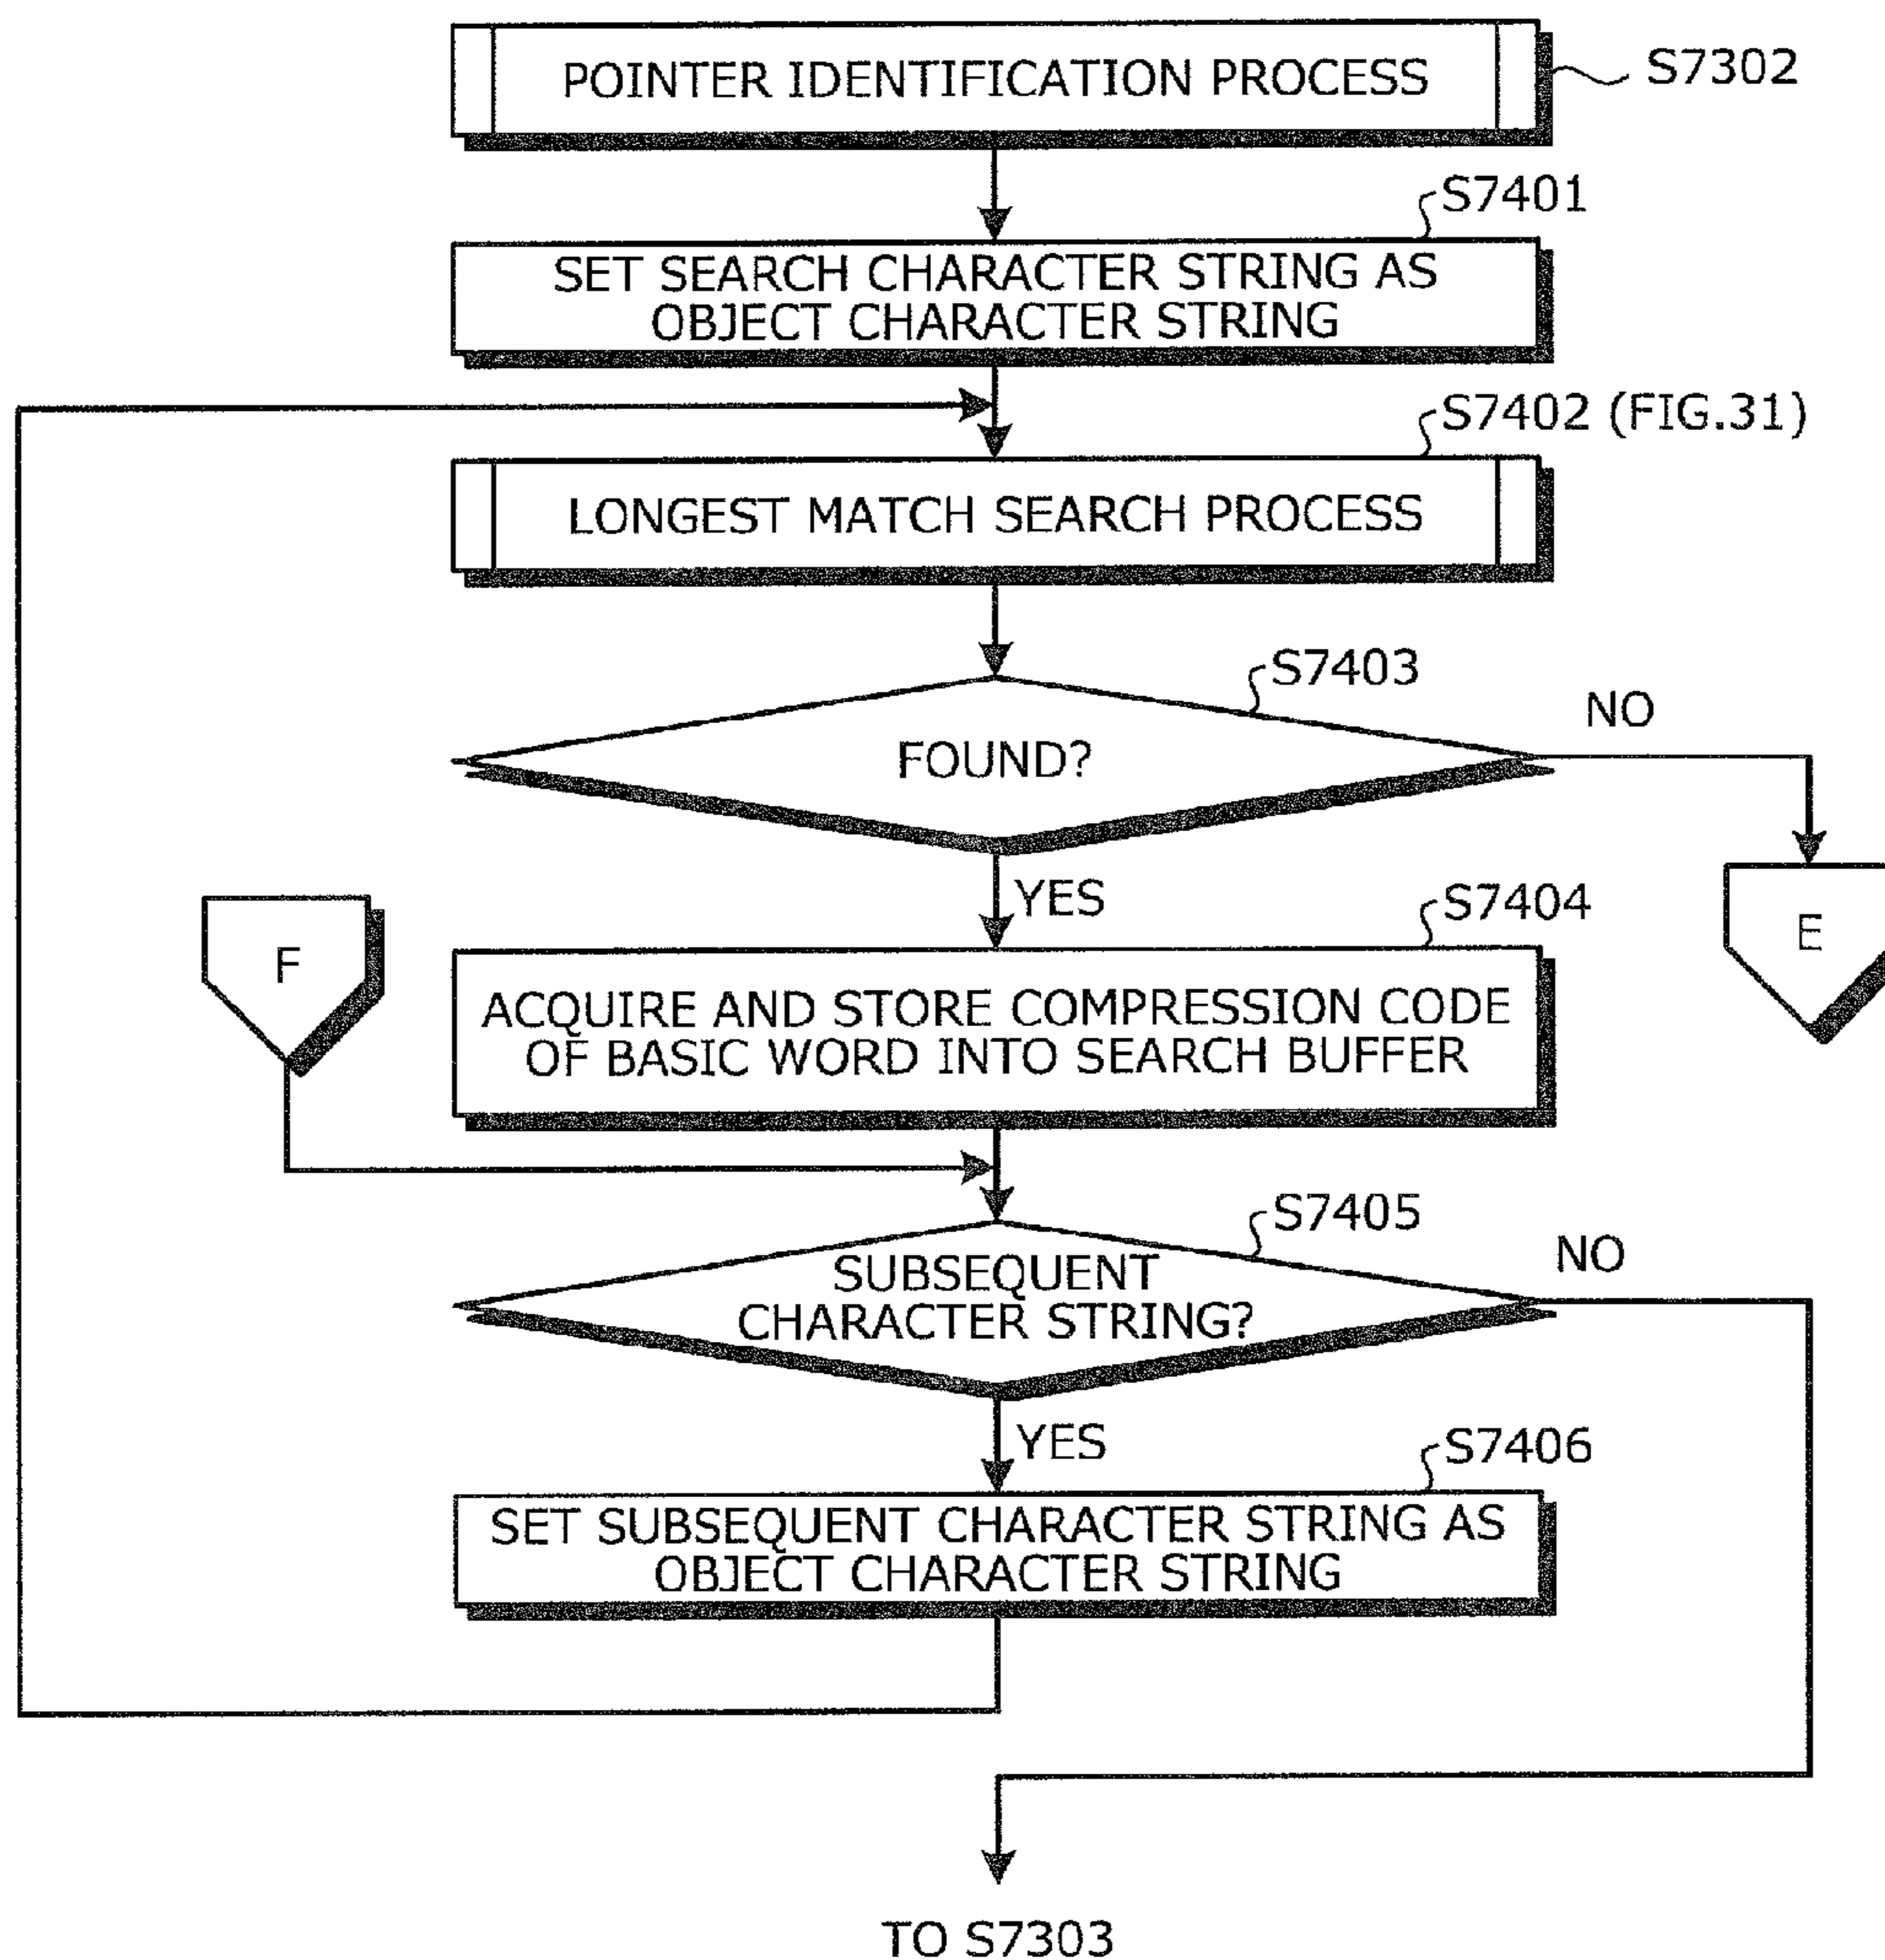 POINTER IDENTIFICATION PROCESS
S7302
S7401
SET SEARCH CHARACTER STRING AS
OBJECT CHARACTER STRING
S7402 (FIG.31)
LONGEST MATCH SEARCH PROCESS
S7403
NO
FOUND?
YES
S7404
F
E
ACQUIRE AND STORE COMPRESSION CODE
OF BASIC WORD INTO SEARCH BUFFER
S7405
NO
SUBSEQUENT
CHARACTER STRING?
YES
S7406
SET SUBSEQUENT CHARACTER STRING AS
OBJECT CHARACTER STRING
TO S7303